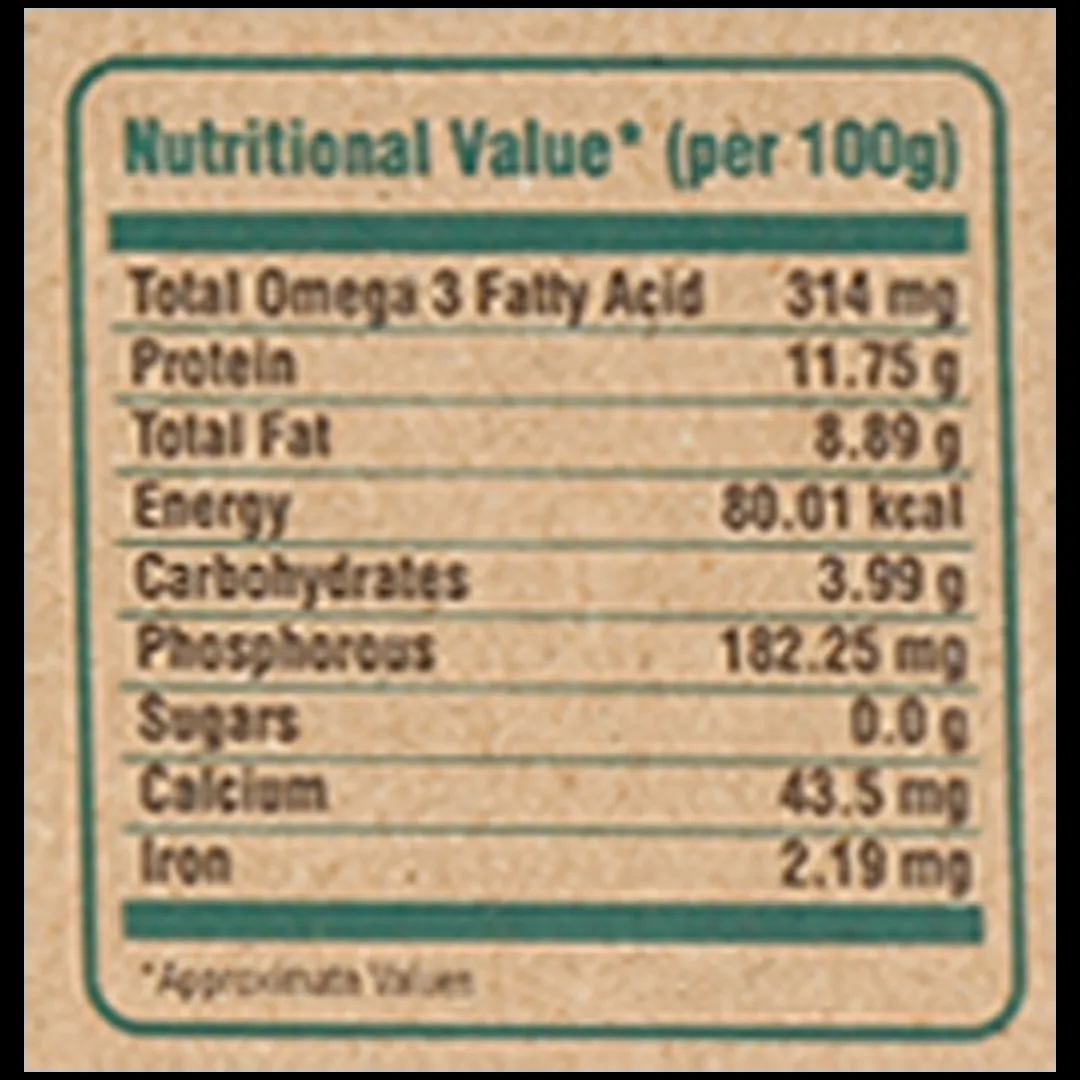 Nutritional Value* (per 100g)
Total Omega 3 Fatty Acid 314 mg
Protein 11.75 g
Total Fat 8.89 g
Energy 80.01 kcal
Carbohydrates 3.99 g
Phosphorous 182.25 mg
Sugars 0.0 g
Calcium 43.5 mg
Iron 2.19 mg
*Approximate Values